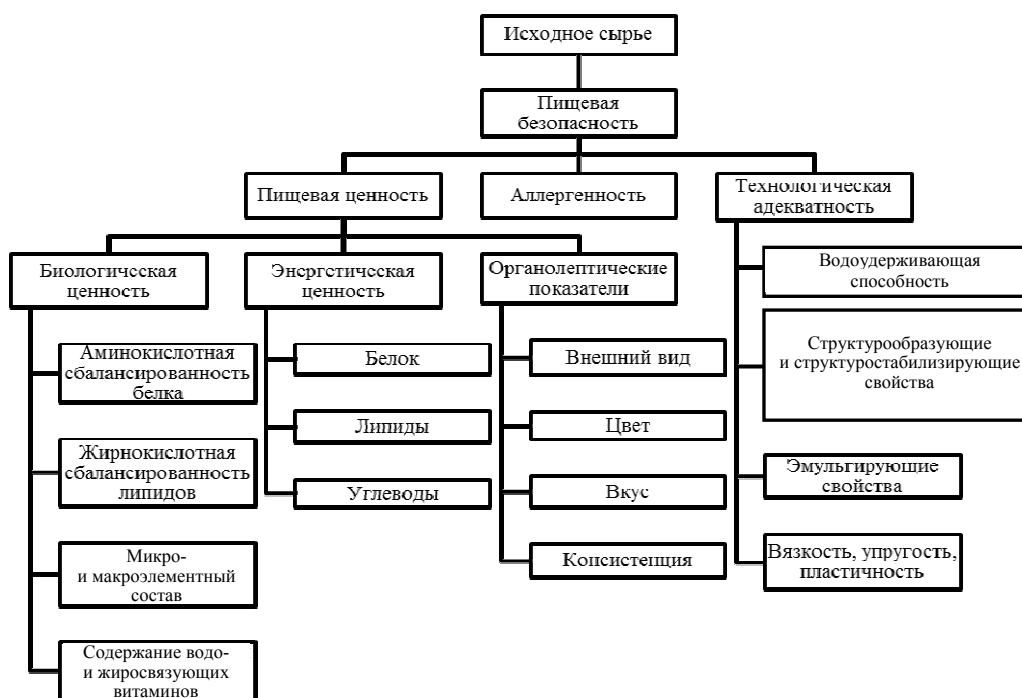 Исходное сырье
Пищевая
безопасность
Пищевая ценность
Аллергенность
Технологическая
адекватность
Биологическая
ценность
Энергетическая
ценность
Органолептические
показатели
Водоудерживающая
способность
Аминокислотная
сбалансированность
белка
Белок
Внешний вид
Структурообразующие
и структуростабилизирующие
свойства
Липиды
Цвет
Жирнокислотная
сбалансированность
липидов
Углеводы
Вкус
Эмульгирующие
свойства
Микро-
и макроэлементный
состав
Консистенция
Вязкость, упругость,
пластичность
Содержание водо-
и жиросвязующих
витаминов